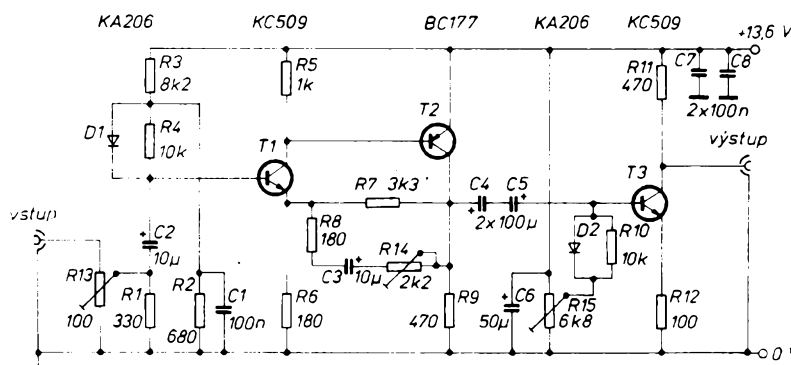 KA206 KC509 BC177 KA206 KC509
+13,6 V
R3
8k2
R5
1k
R11
470
C7
C8
2x100n
D1
R4
10k
T1
T2
výstup
T3
R7 3k3
C4 C5
2x100µ
vstup
R8
180
R14
2k2
C3
10µ
D2
R10
10k
C2
10µ
R13
100
R1
330
R2
680
C1
100n
R6
180
R9
470
C6
50µ
R15
6k8
R12
100
0 V